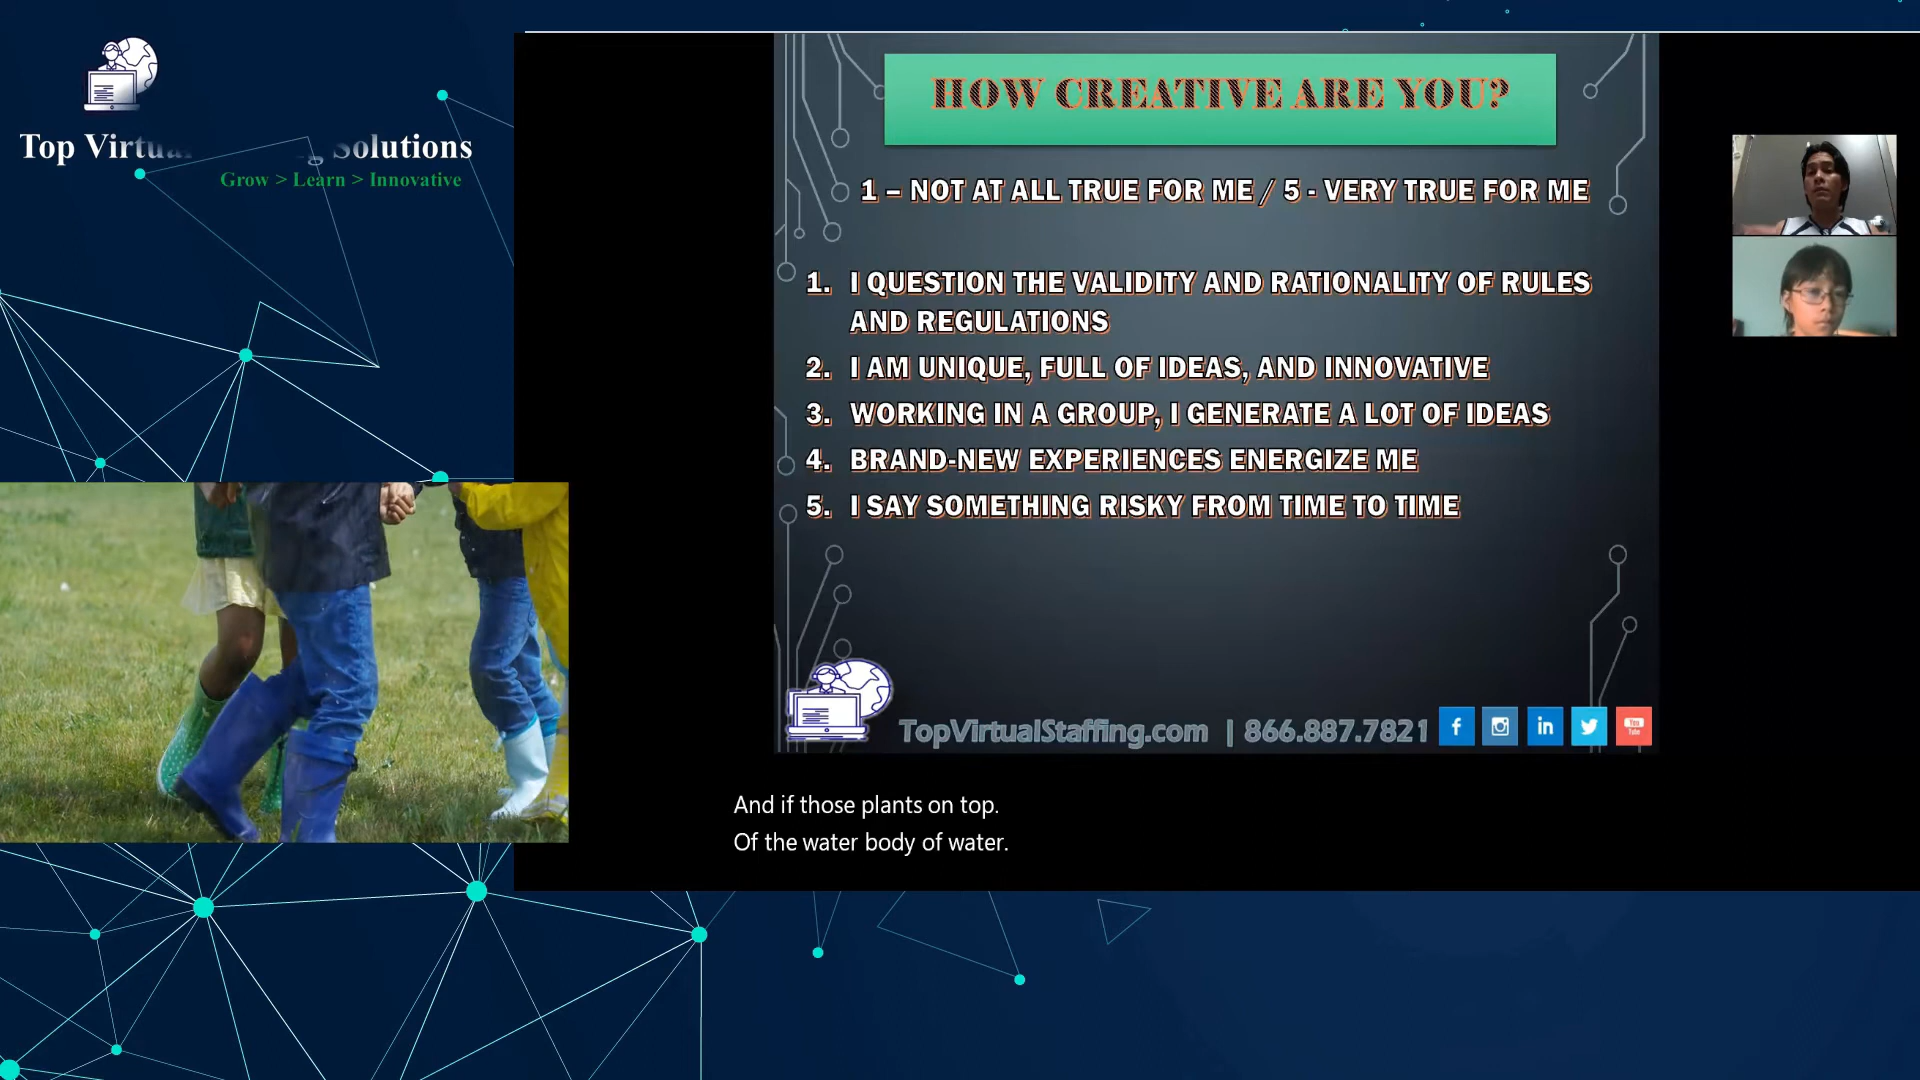 Top Virtual Solutions
Grow > Learn > Innovative
HOW CREATIVE ARE YOU?
1 – NOT AT ALL TRUE FOR ME / 5 - VERY TRUE FOR ME
1. I QUESTION THE VALIDITY AND RATIONALITY OF RULES
AND REGULATIONS
2. I AM UNIQUE, FULL OF IDEAS, AND INNOVATIVE
3. WORKING IN A GROUP, I GENERATE A LOT OF IDEAS
4. BRAND-NEW EXPERIENCES ENERGIZE ME
5. I SAY SOMETHING RISKY FROM TIME TO TIME
TopVirtualStaffing.com | 866.887.7821
You
Tube
And if those plants on top.
Of the water body of water.